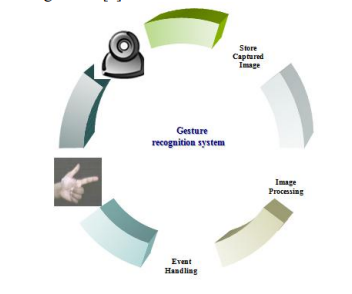 Store
Captured
Image
Gesture
recognition system
Image
Processing
Event
Handling